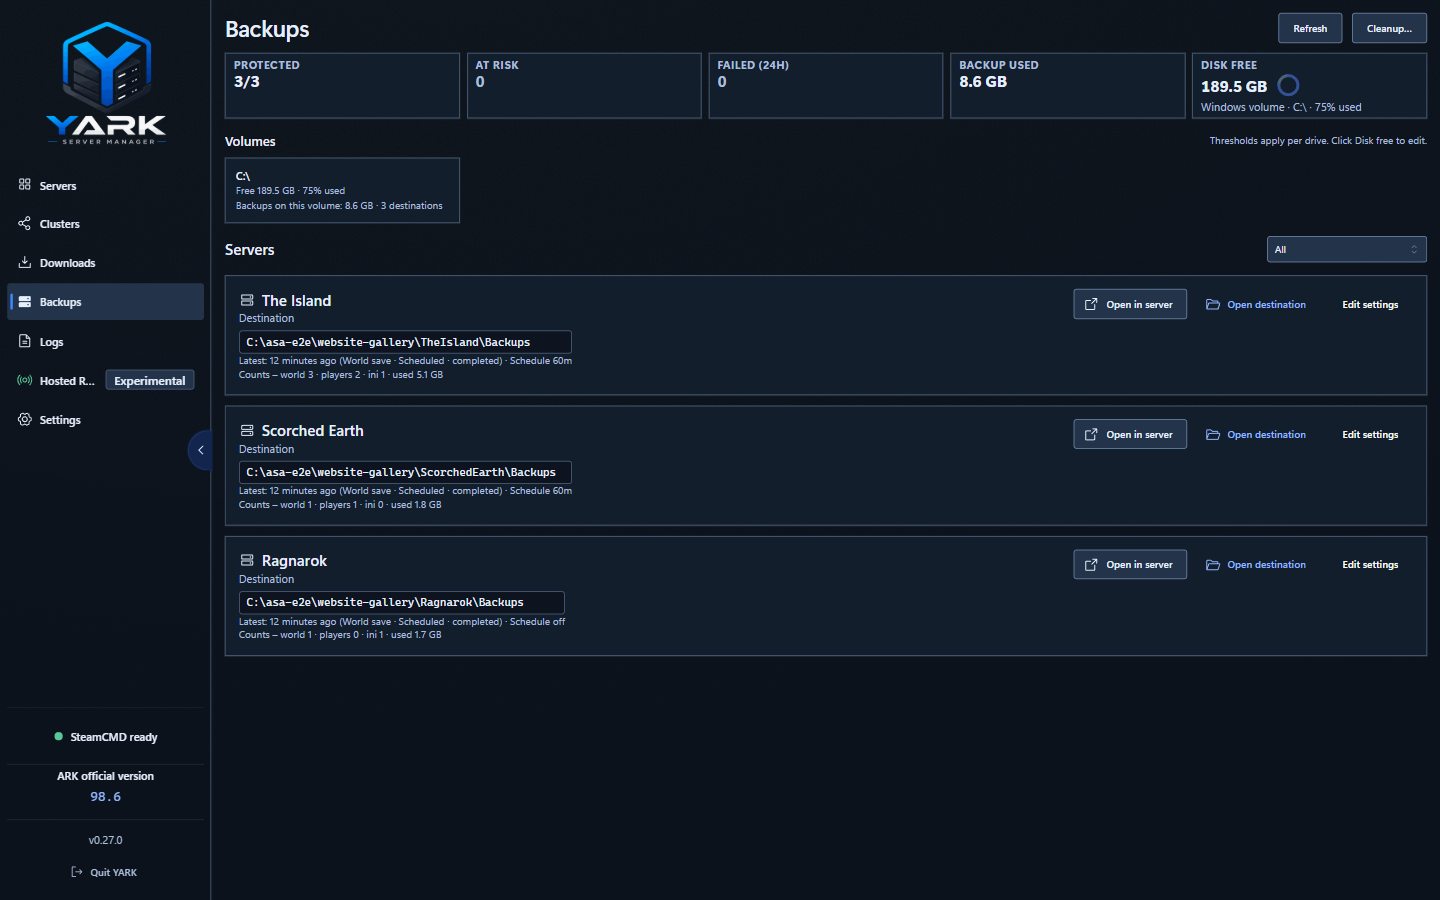 YARK
SERVER MANAGER
Servers
Clusters
Downloads
Backups
Logs
Hosted R... Experimental
Settings
SteamCMD ready
ARK official version
98.6
v0.27.0
Quit YARK
Backups
Refresh
Cleanup...
PROTECTED
3/3
AT RISK
0
FAILED (24H)
0
BACKUP USED
8.6 GB
DISK FREE
189.5 GB
Windows volume · C:\ · 75% used
Volumes
Thresholds apply per drive. Click Disk free to edit.
C:\
Free 189.5 GB · 75% used
Backups on this volume: 8.6 GB · 3 destinations
Servers
All
The Island
Open in server
Open destination
Edit settings
Destination
C:\asa-e2e\website-gallery\TheIsland\Backups
Latest: 12 minutes ago (World save · Scheduled · completed) · Schedule 60m
Counts – world 3 · players 2 · ini 1 · used 5.1 GB
Scorched Earth
Open in server
Open destination
Edit settings
Destination
C:\asa-e2e\website-gallery\ScorchedEarth\Backups
Latest: 12 minutes ago (World save · Scheduled · completed) · Schedule 60m
Counts – world 1 · players 1 · ini 0 · used 1.8 GB
Ragnarok
Open in server
Open destination
Edit settings
Destination
C:\asa-e2e\website-gallery\Ragnarok\Backups
Latest: 12 minutes ago (World save · Scheduled · completed) · Schedule off
Counts – world 1 · players 0 · ini 1 · used 1.7 GB